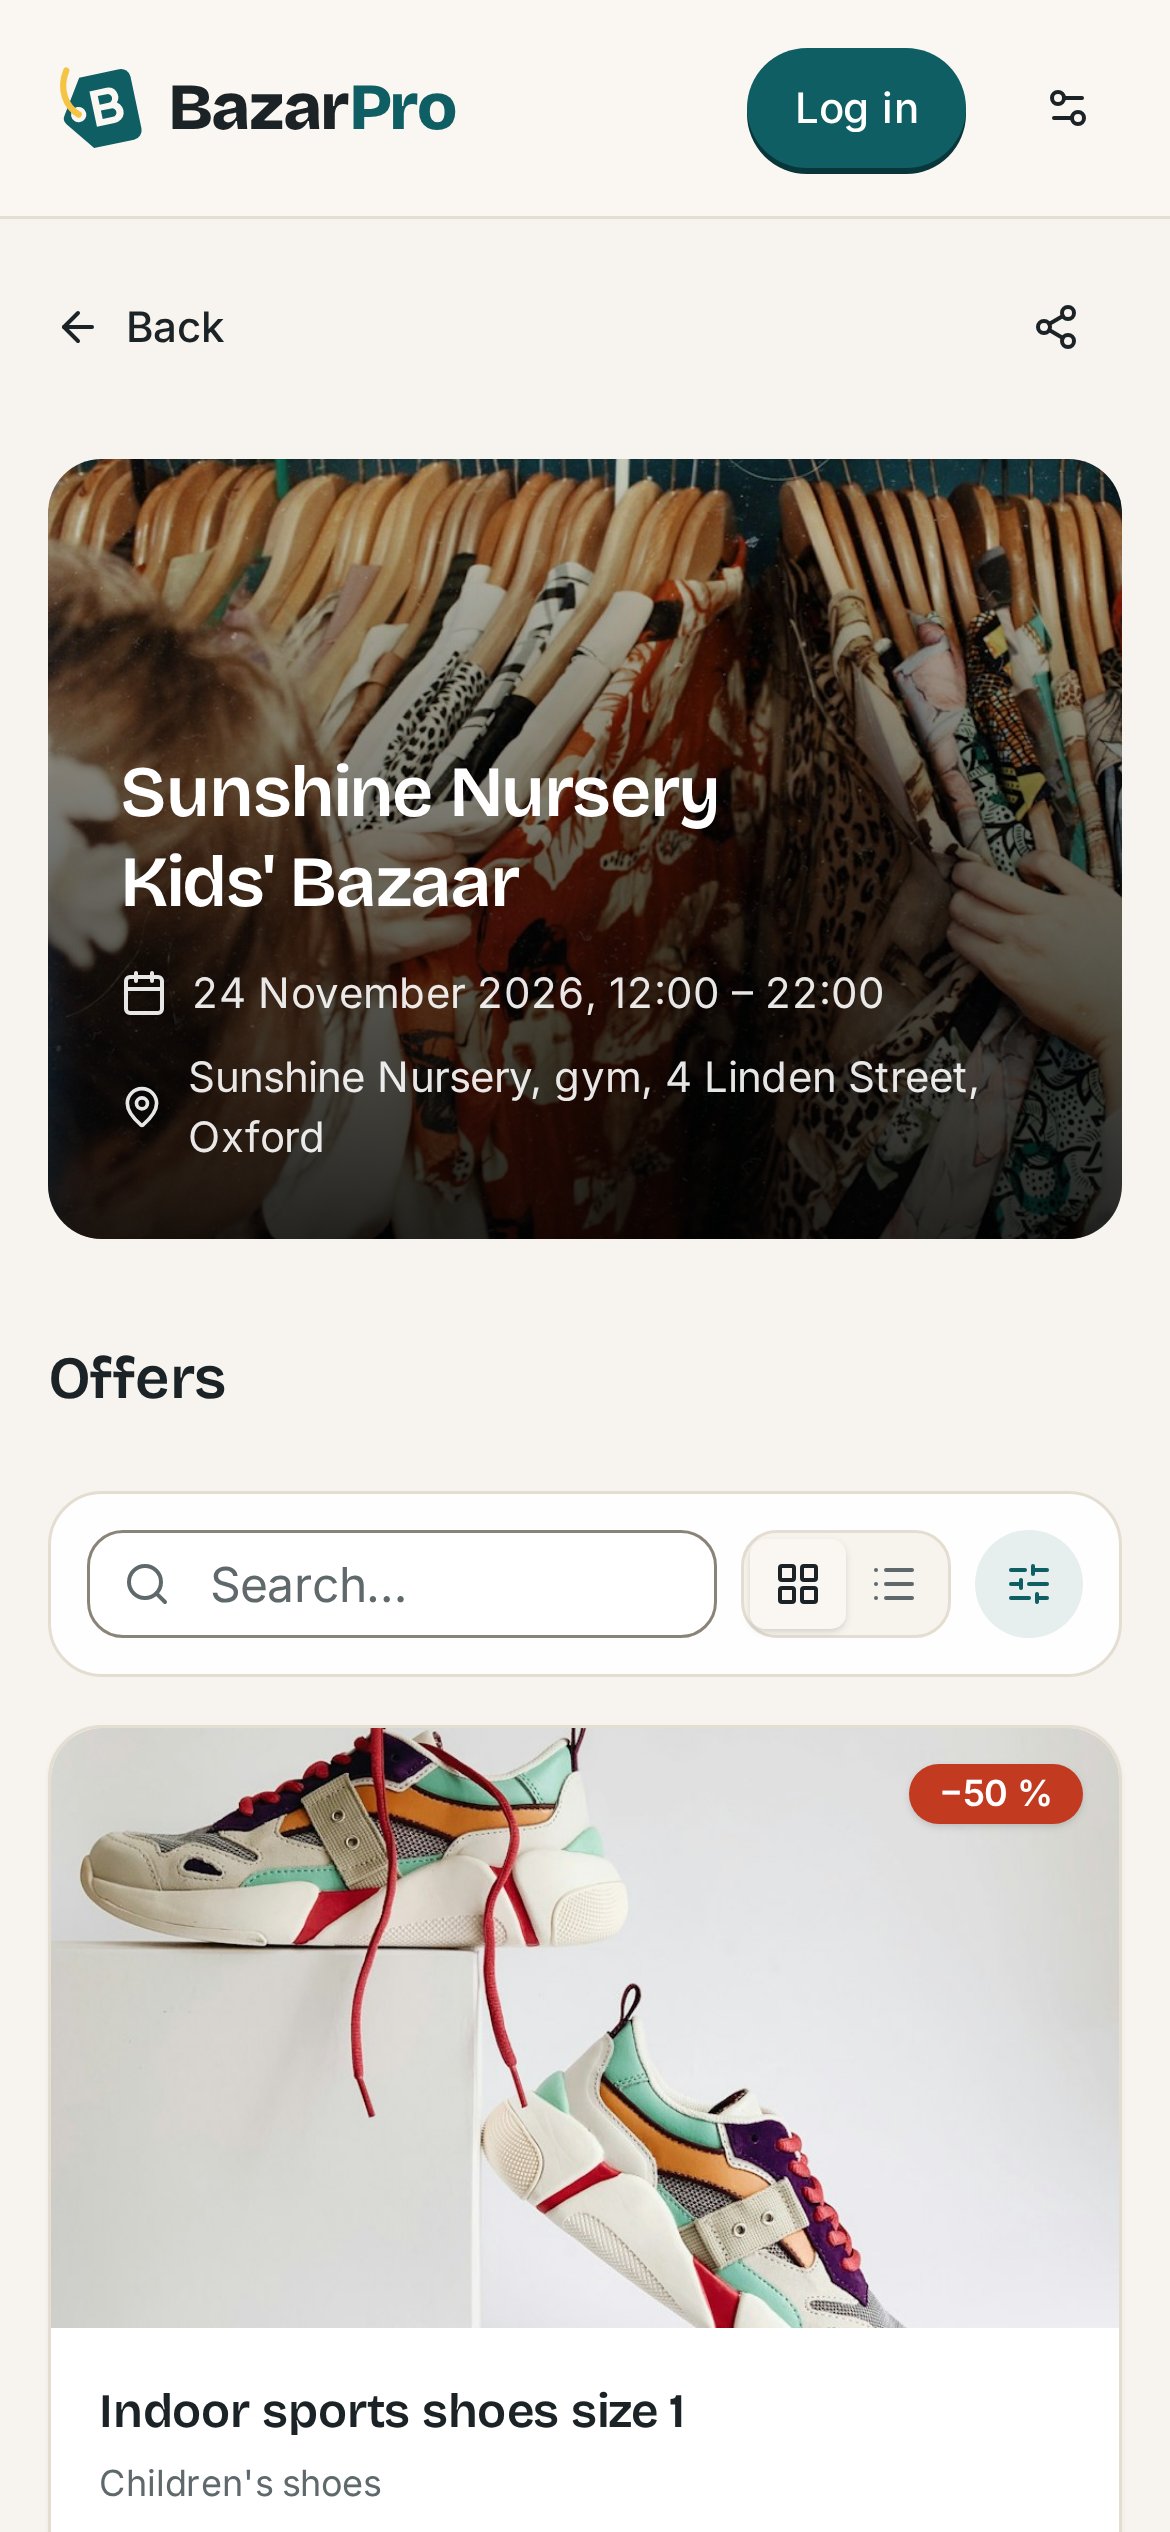 B BazarPro
Log in
Back
Sunshine Nursery
Kids' Bazaar
24 November 2026, 12:00 – 22:00
Sunshine Nursery, gym, 4 Linden Street,
Oxford
Offers
Search...
−50 %
Indoor sports shoes size 1
Children's shoes